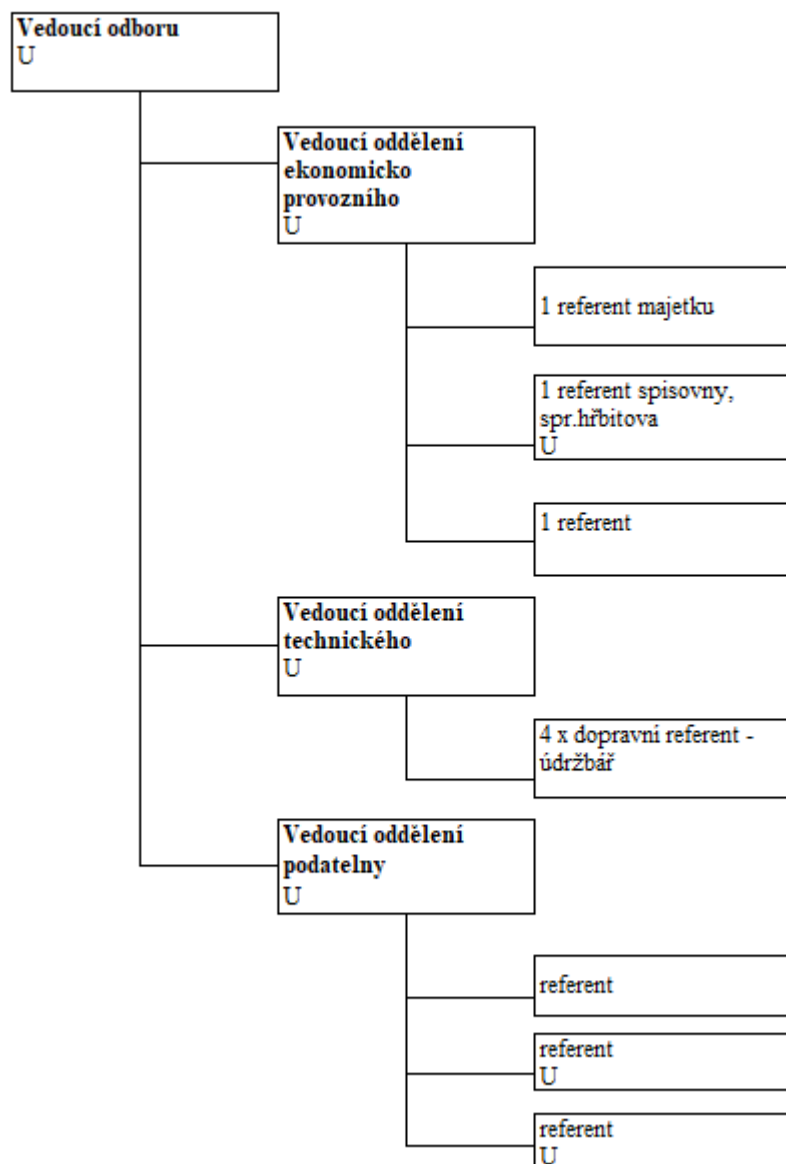 Vedoucí odboru
U
Vedoucí oddělení
ekonomicko
provozního
U
1 referent majetku
1 referent spisovny,
spr.hřbitova
U
1 referent
Vedoucí oddělení
technického
U
4 x dopravní referent -
údržbář
Vedoucí oddělení
podatelny
U
referent
referent
U
referent
U